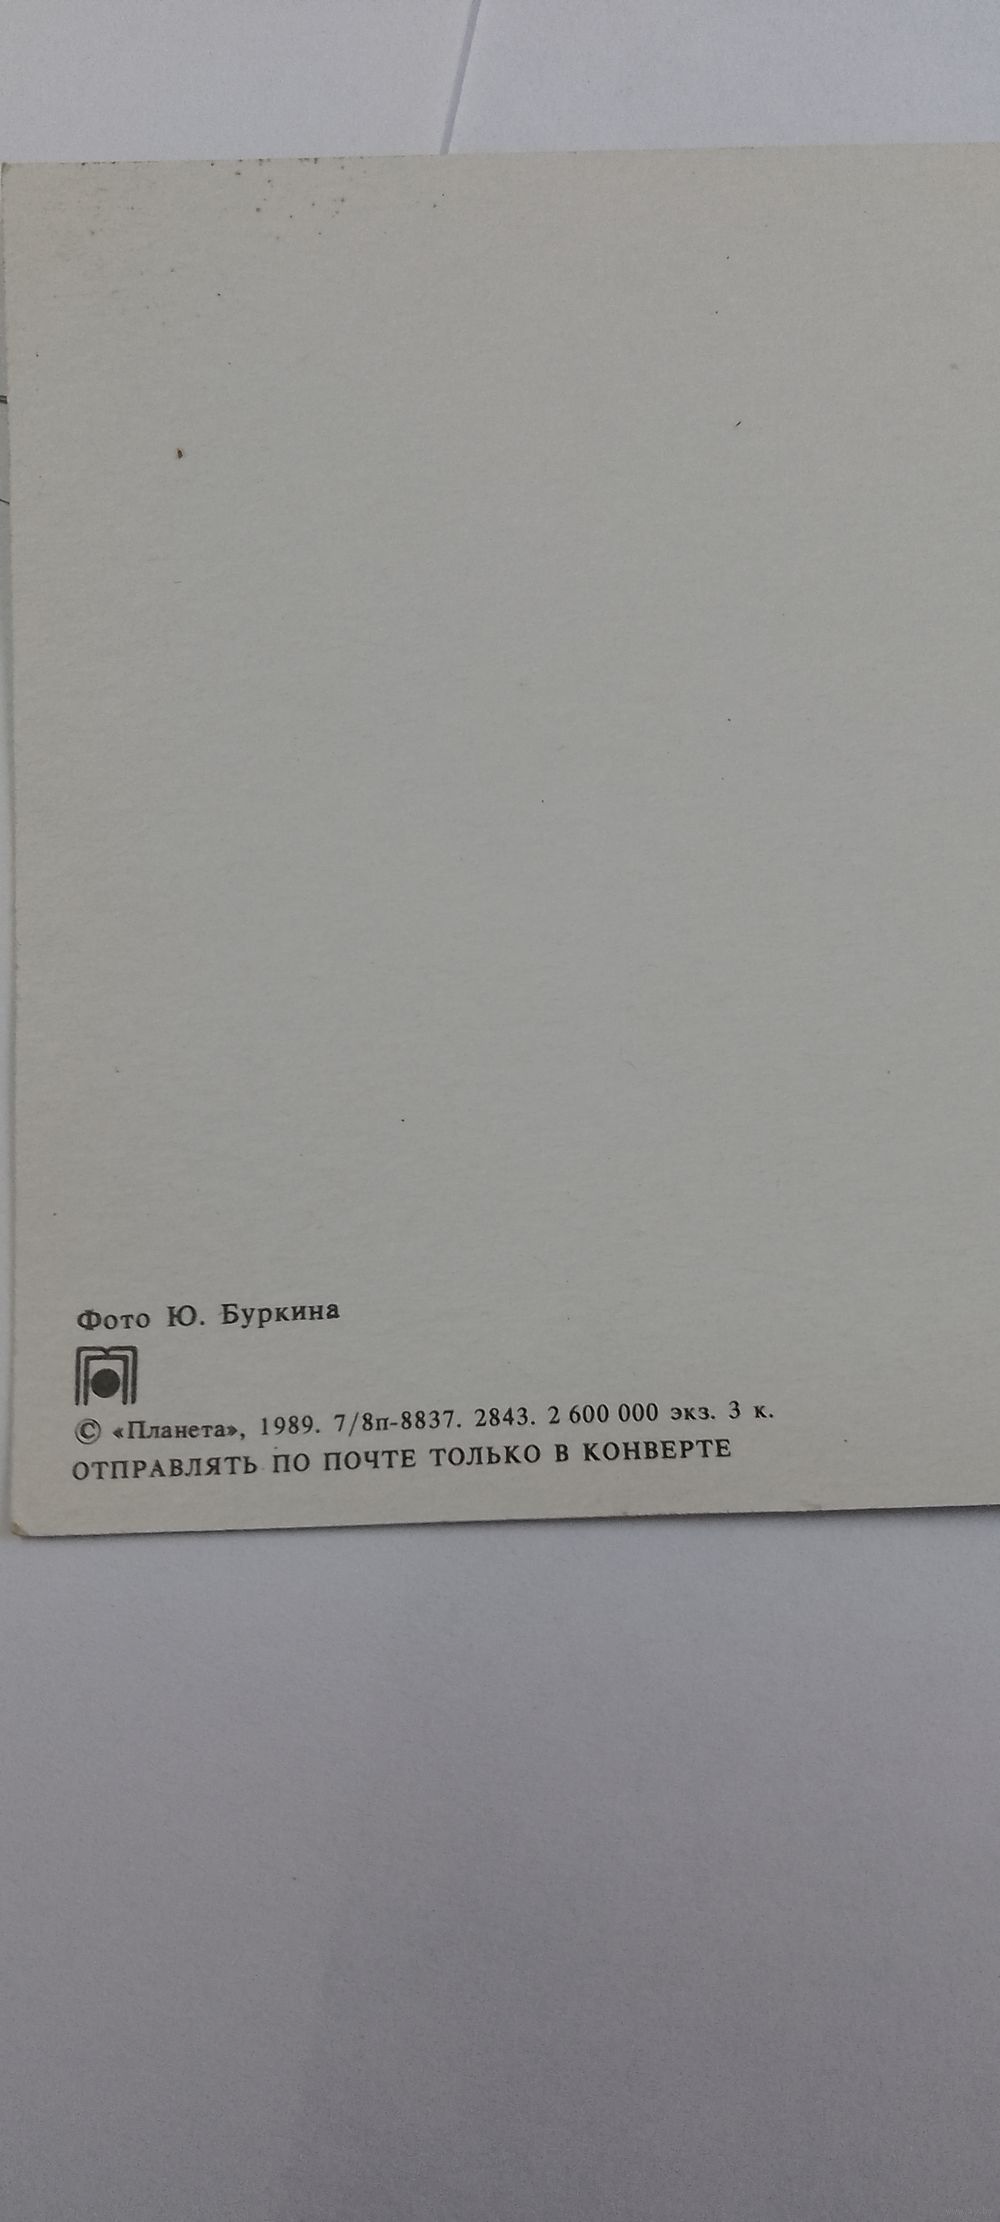 Фото Ю. Буркина
© «Планета», 1989. 7/8п-8837. 2843. 2 600 000 экз. 3 к.
ОТПРАВЛЯТЬ ПО ПОЧТЕ ТОЛЬКО В КОНВЕРТЕ